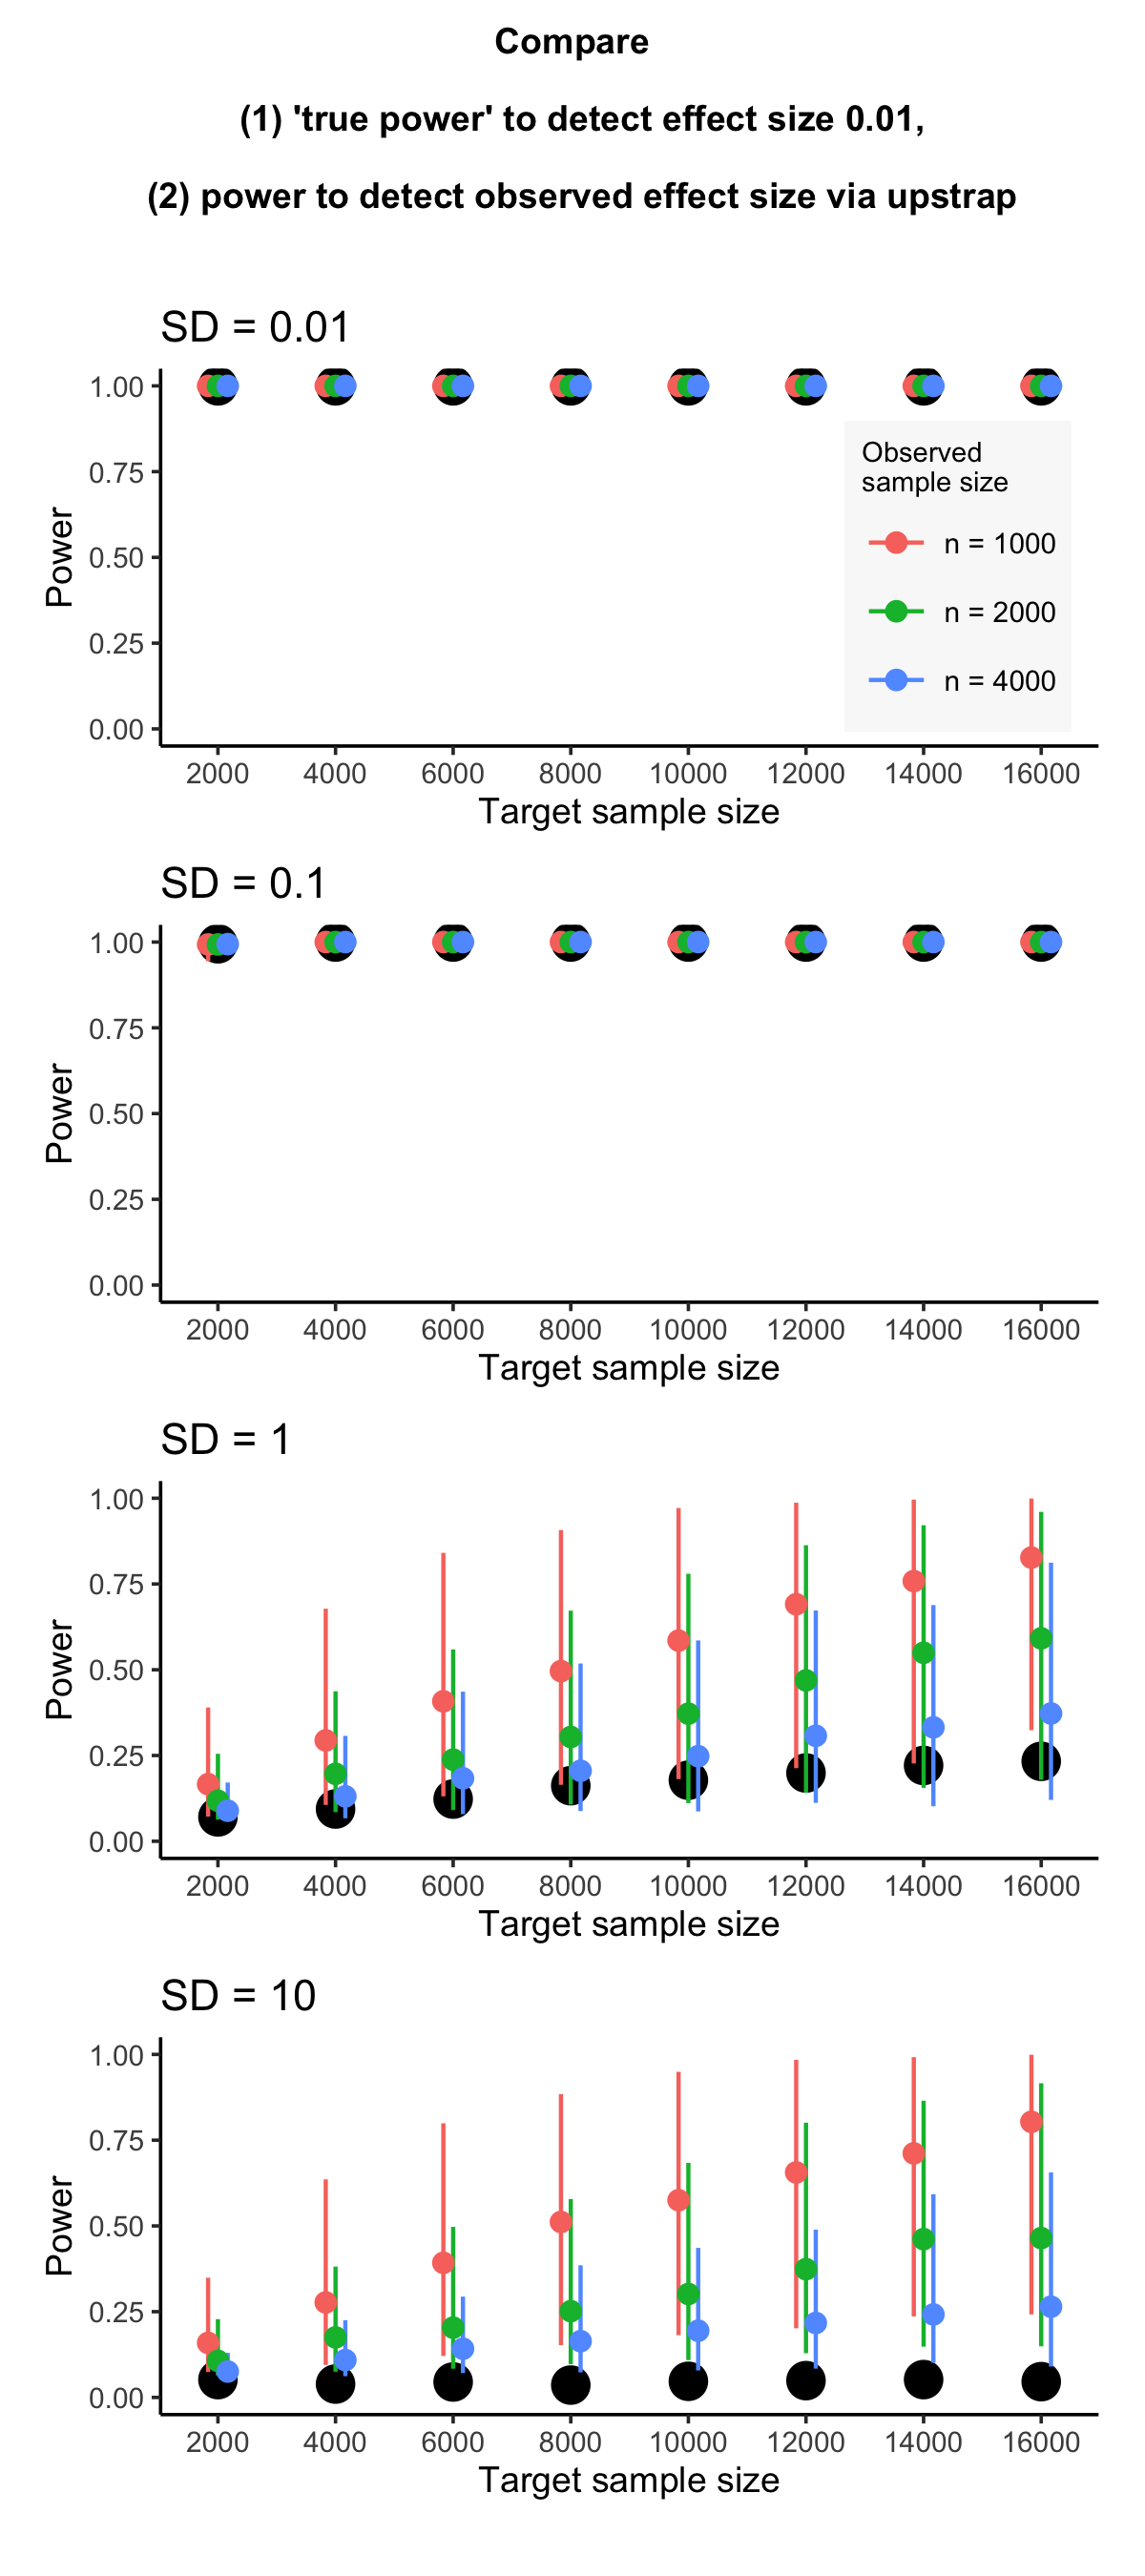 Compare
(1) 'true power' to detect effect size 0.01,
(2) power to detect observed effect size via upstrap
SD = 0.01
1.00
0.75
0.50
0.25
0.00
Power
Observed
sample size
n = 1000
n = 2000
n = 4000
2000 4000 6000 8000 10000 12000 14000 16000
Target sample size
SD = 0.1
1.00
0.75
0.50
0.25
0.00
Power
2000 4000 6000 8000 10000 12000 14000 16000
Target sample size
SD = 1
1.00
0.75
0.50
0.25
0.00
Power
2000 4000 6000 8000 10000 12000 14000 16000
Target sample size
SD = 10
1.00
0.75
0.50
0.25
0.00
Power
2000 4000 6000 8000 10000 12000 14000 16000
Target sample size